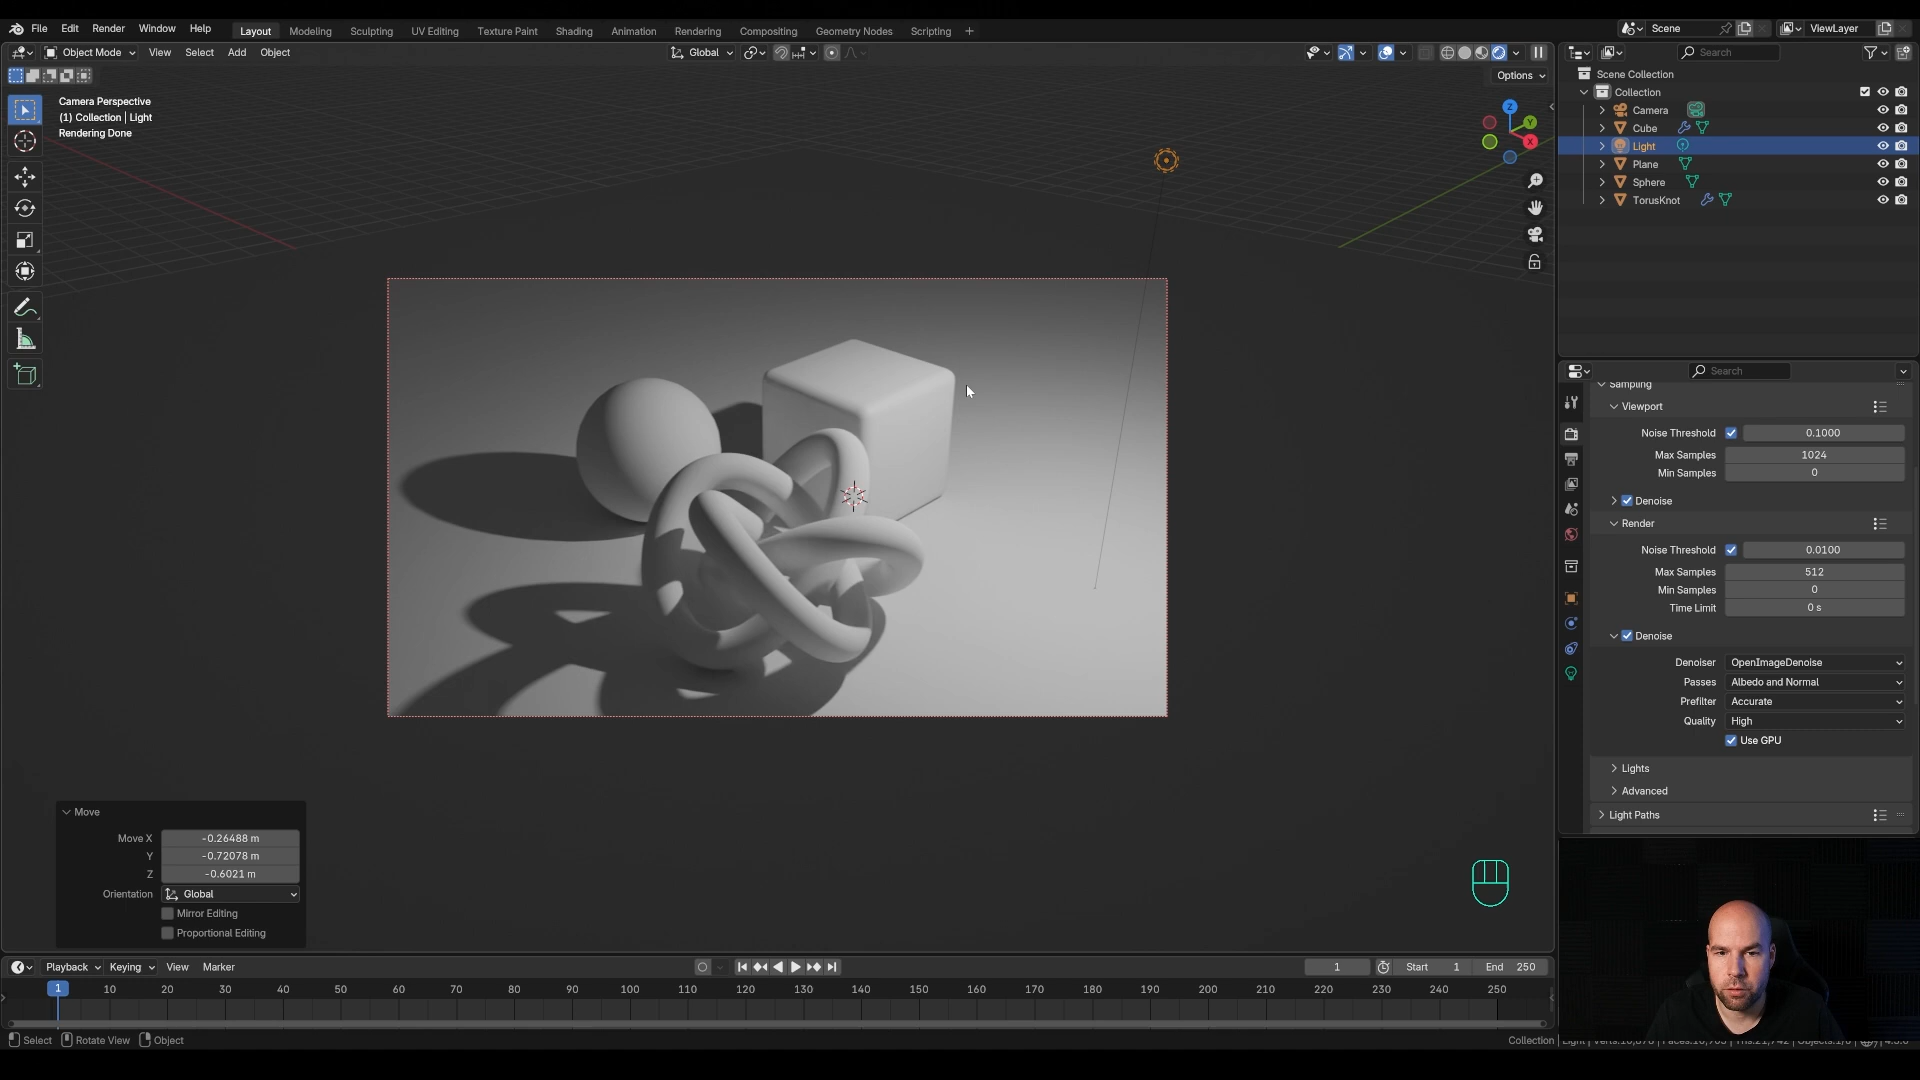 File Edit Render Window Help Layout Modeling Sculpting UV Editing Texture Paint Shading Animation Rendering Compositing Geometry Nodes Scripting + Scene ViewLayer
Object Mode View Select Add Object Global Search
Options
Camera Perspective
(1) Collection | Light
Rendering Done
Z
Y
X
Scene Collection
Collection
Camera
Cube
Light
Plane
Sphere
TorusKnot
Search
Sampling
Viewport
Noise Threshold 0.1000
Max Samples 1024
Min Samples 0
Denoise
Render
Noise Threshold 0.0100
Max Samples 512
Min Samples 0
Time Limit 0 s
Denoise
Denoiser OpenImageDenoise
Passes Albedo and Normal
Prefilter Accurate
Quality High
Use GPU
Lights
Advanced
Light Paths
Move
Move X -0.26488 m
Y -0.72078 m
Z -0.6021 m
Orientation Global
Mirror Editing
Proportional Editing
Playback Keying View Marker 1 Start 1 End 250
1 10 20 30 40 50 60 70 80 90 100 110 120 130 140 150 160 170 180 190 200 210 220 230 240 250
Select Rotate View Object Collection